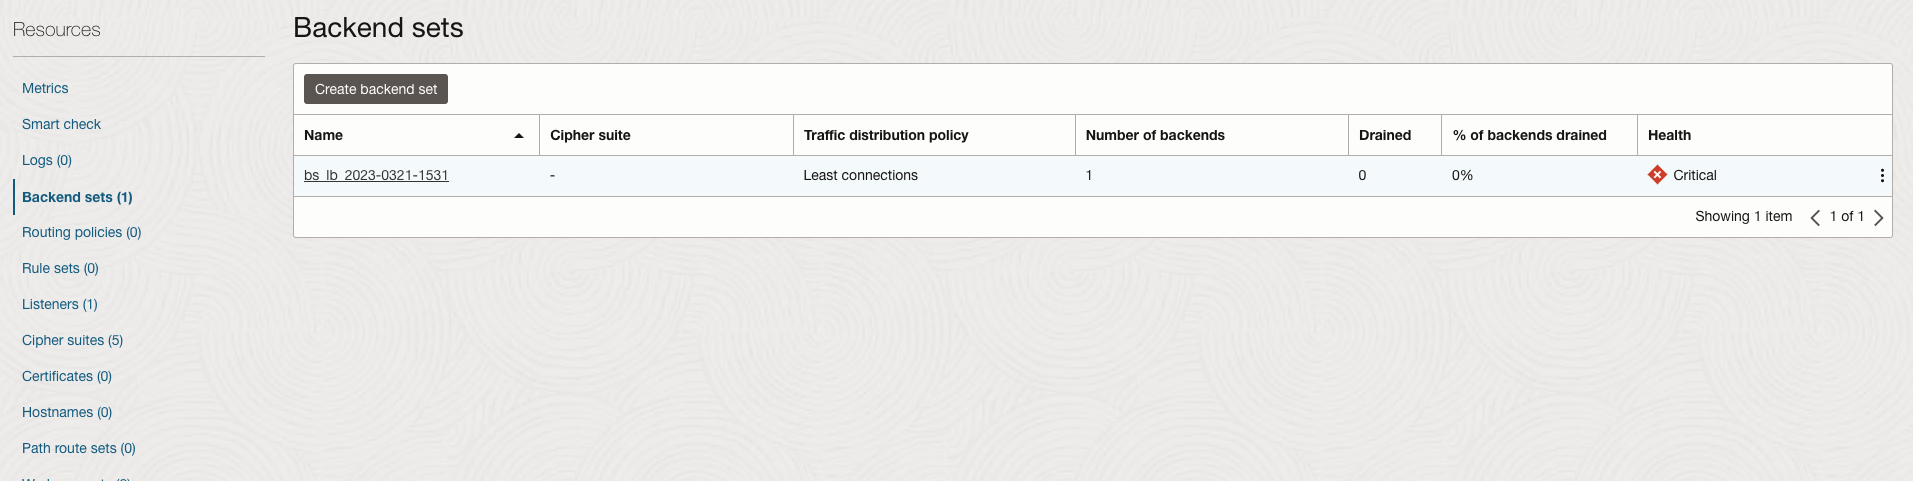 Resources
Metrics
Smart check
Logs (0)
Backend sets (1)
Routing policies (0)
Rule sets (0)
Listeners (1)
Cipher suites (5)
Certificates (0)
Hostnames (0)
Path route sets (0)
Backend sets
Create backend set
Name Cipher suite Traffic distribution policy Number of backends Drained % of backends drained Health
bs_lb_2023-0321-1531 - Least connections 1 0 0% Critical
Showing 1 item 1 of 1